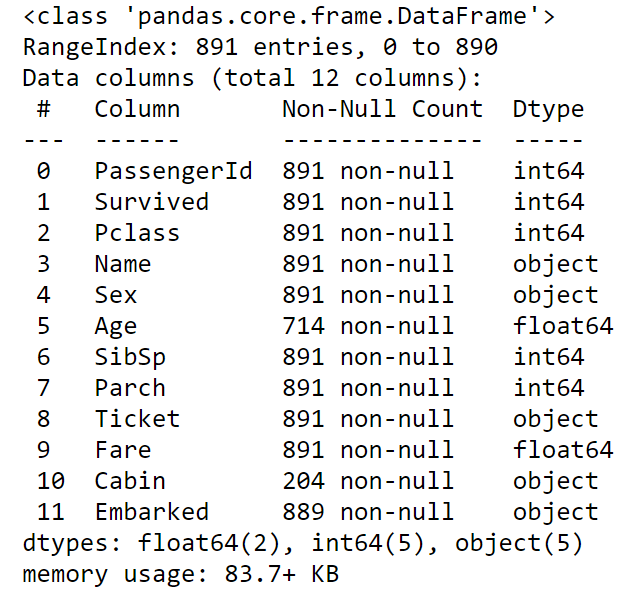 <class 'pandas.core.frame.DataFrame'>
RangeIndex: 891 entries, 0 to 890
Data columns (total 12 columns):
 #   Column       Non-Null Count  Dtype
---  ------       --------------  -----
 0   PassengerId  891 non-null    int64
 1   Survived     891 non-null    int64
 2   Pclass       891 non-null    int64
 3   Name         891 non-null    object
 4   Sex          891 non-null    object
 5   Age          714 non-null    float64
 6   SibSp        891 non-null    int64
 7   Parch        891 non-null    int64
 8   Ticket       891 non-null    object
 9   Fare         891 non-null    float64
 10  Cabin        204 non-null    object
 11  Embarked     889 non-null    object
dtypes: float64(2), int64(5), object(5)
memory usage: 83.7+ KB